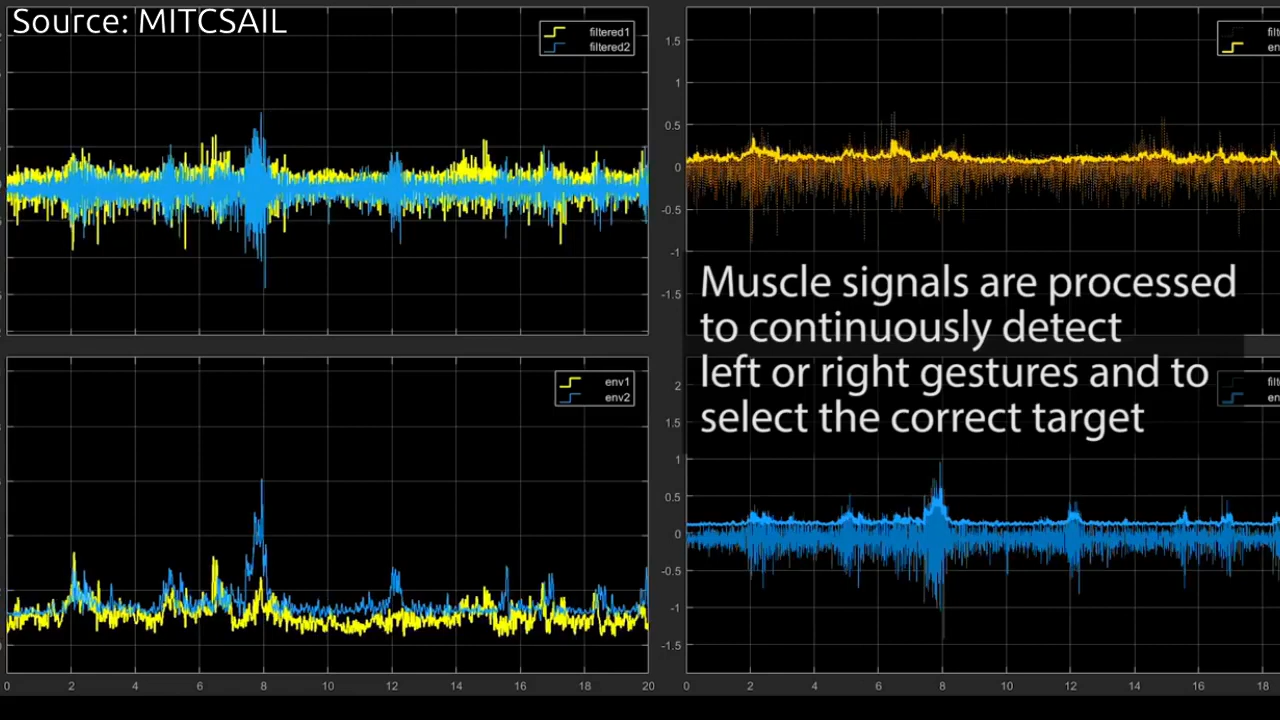 Source: MITCSAIL
filtered1
filtered2
env1
env2
0 2 4 6 8 10 12 14 16 18 20
1.5
1
0.5
0
-0.5
-1
-1.5
Muscle signals are processed
to continuously detect
left or right gestures and to
select the correct target
2
1.5
1
0.5
0
-0.5
-1
-1.5
0 2 4 6 8 10 12 14 16 18